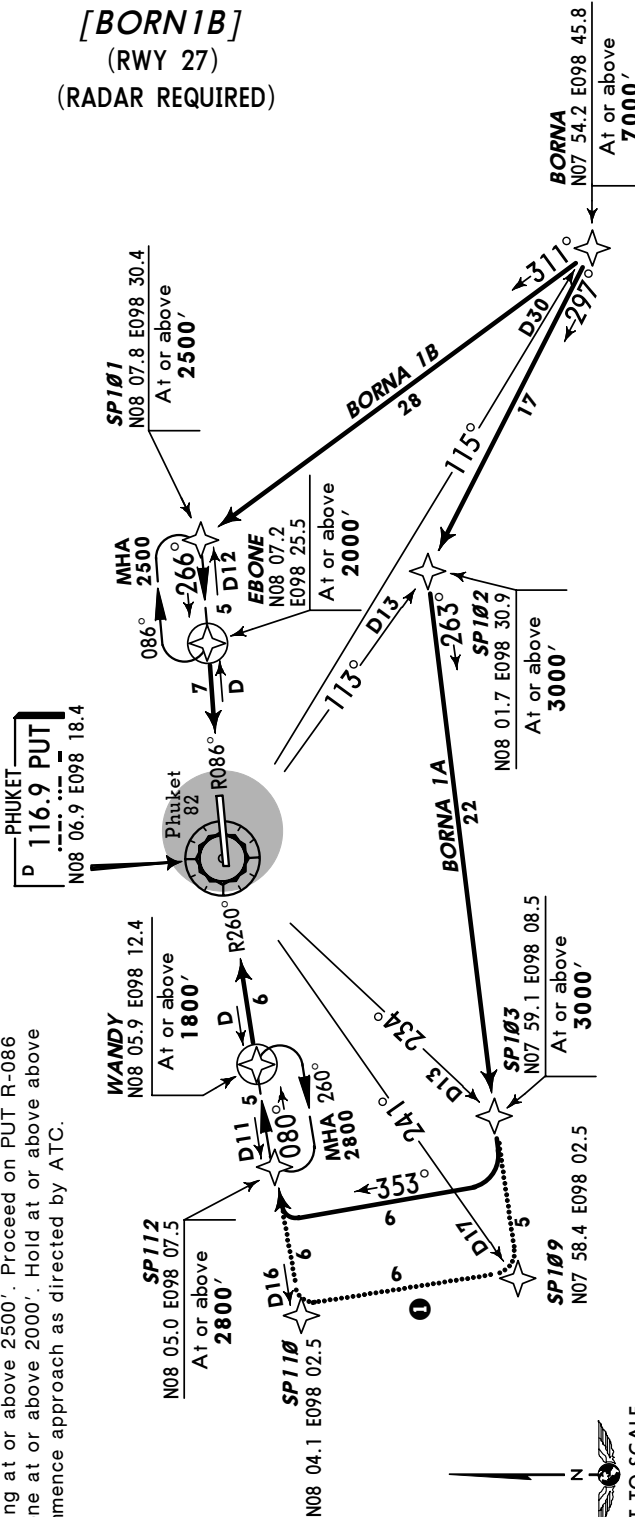 [BORN1B]
(RWY 27)
(RADAR REQUIRED)
BORNA
N07 54.2 E098 45.8
At or above
7000'
SP1Ø1
N08 07.8 E098 30.4
At or above
2500'
311°
297°
D30
BORNA 1B
28
17
115°
MHA
2500
266°
086°
D12
5
EBONE
N08 07.2
E098 25.5
At or above
2000'
D13
113°
263°
SP1Ø2
N08 01.7 E098 30.9
At or above
3000'
7
D
R086°
PHUKET
D
116.9 PUT
N08 06.9 E098 18.4
Phuket
82
BORNA 1A
22
R260°
WANDY
N08 05.9 E098 12.4
At or above
1800'
D
6
234°
D13
241°
D17
SP1Ø3
N07 59.1 E098 08.5
At or above
3000'
D11
5
080°
260°
MHA
2800
353°
6
SP112
N08 05.0 E098 07.5
At or above
2800'
D16
6
6
5
SP11Ø
N08 04.1 E098 02.5
SP1Ø9
N07 58.4 E098 02.5
1
ng at or above 2500'. Proceed on PUT R-086
ne at or above 2000'. Hold at or above above
mence approach as directed by ATC.
N
T TO SCALE